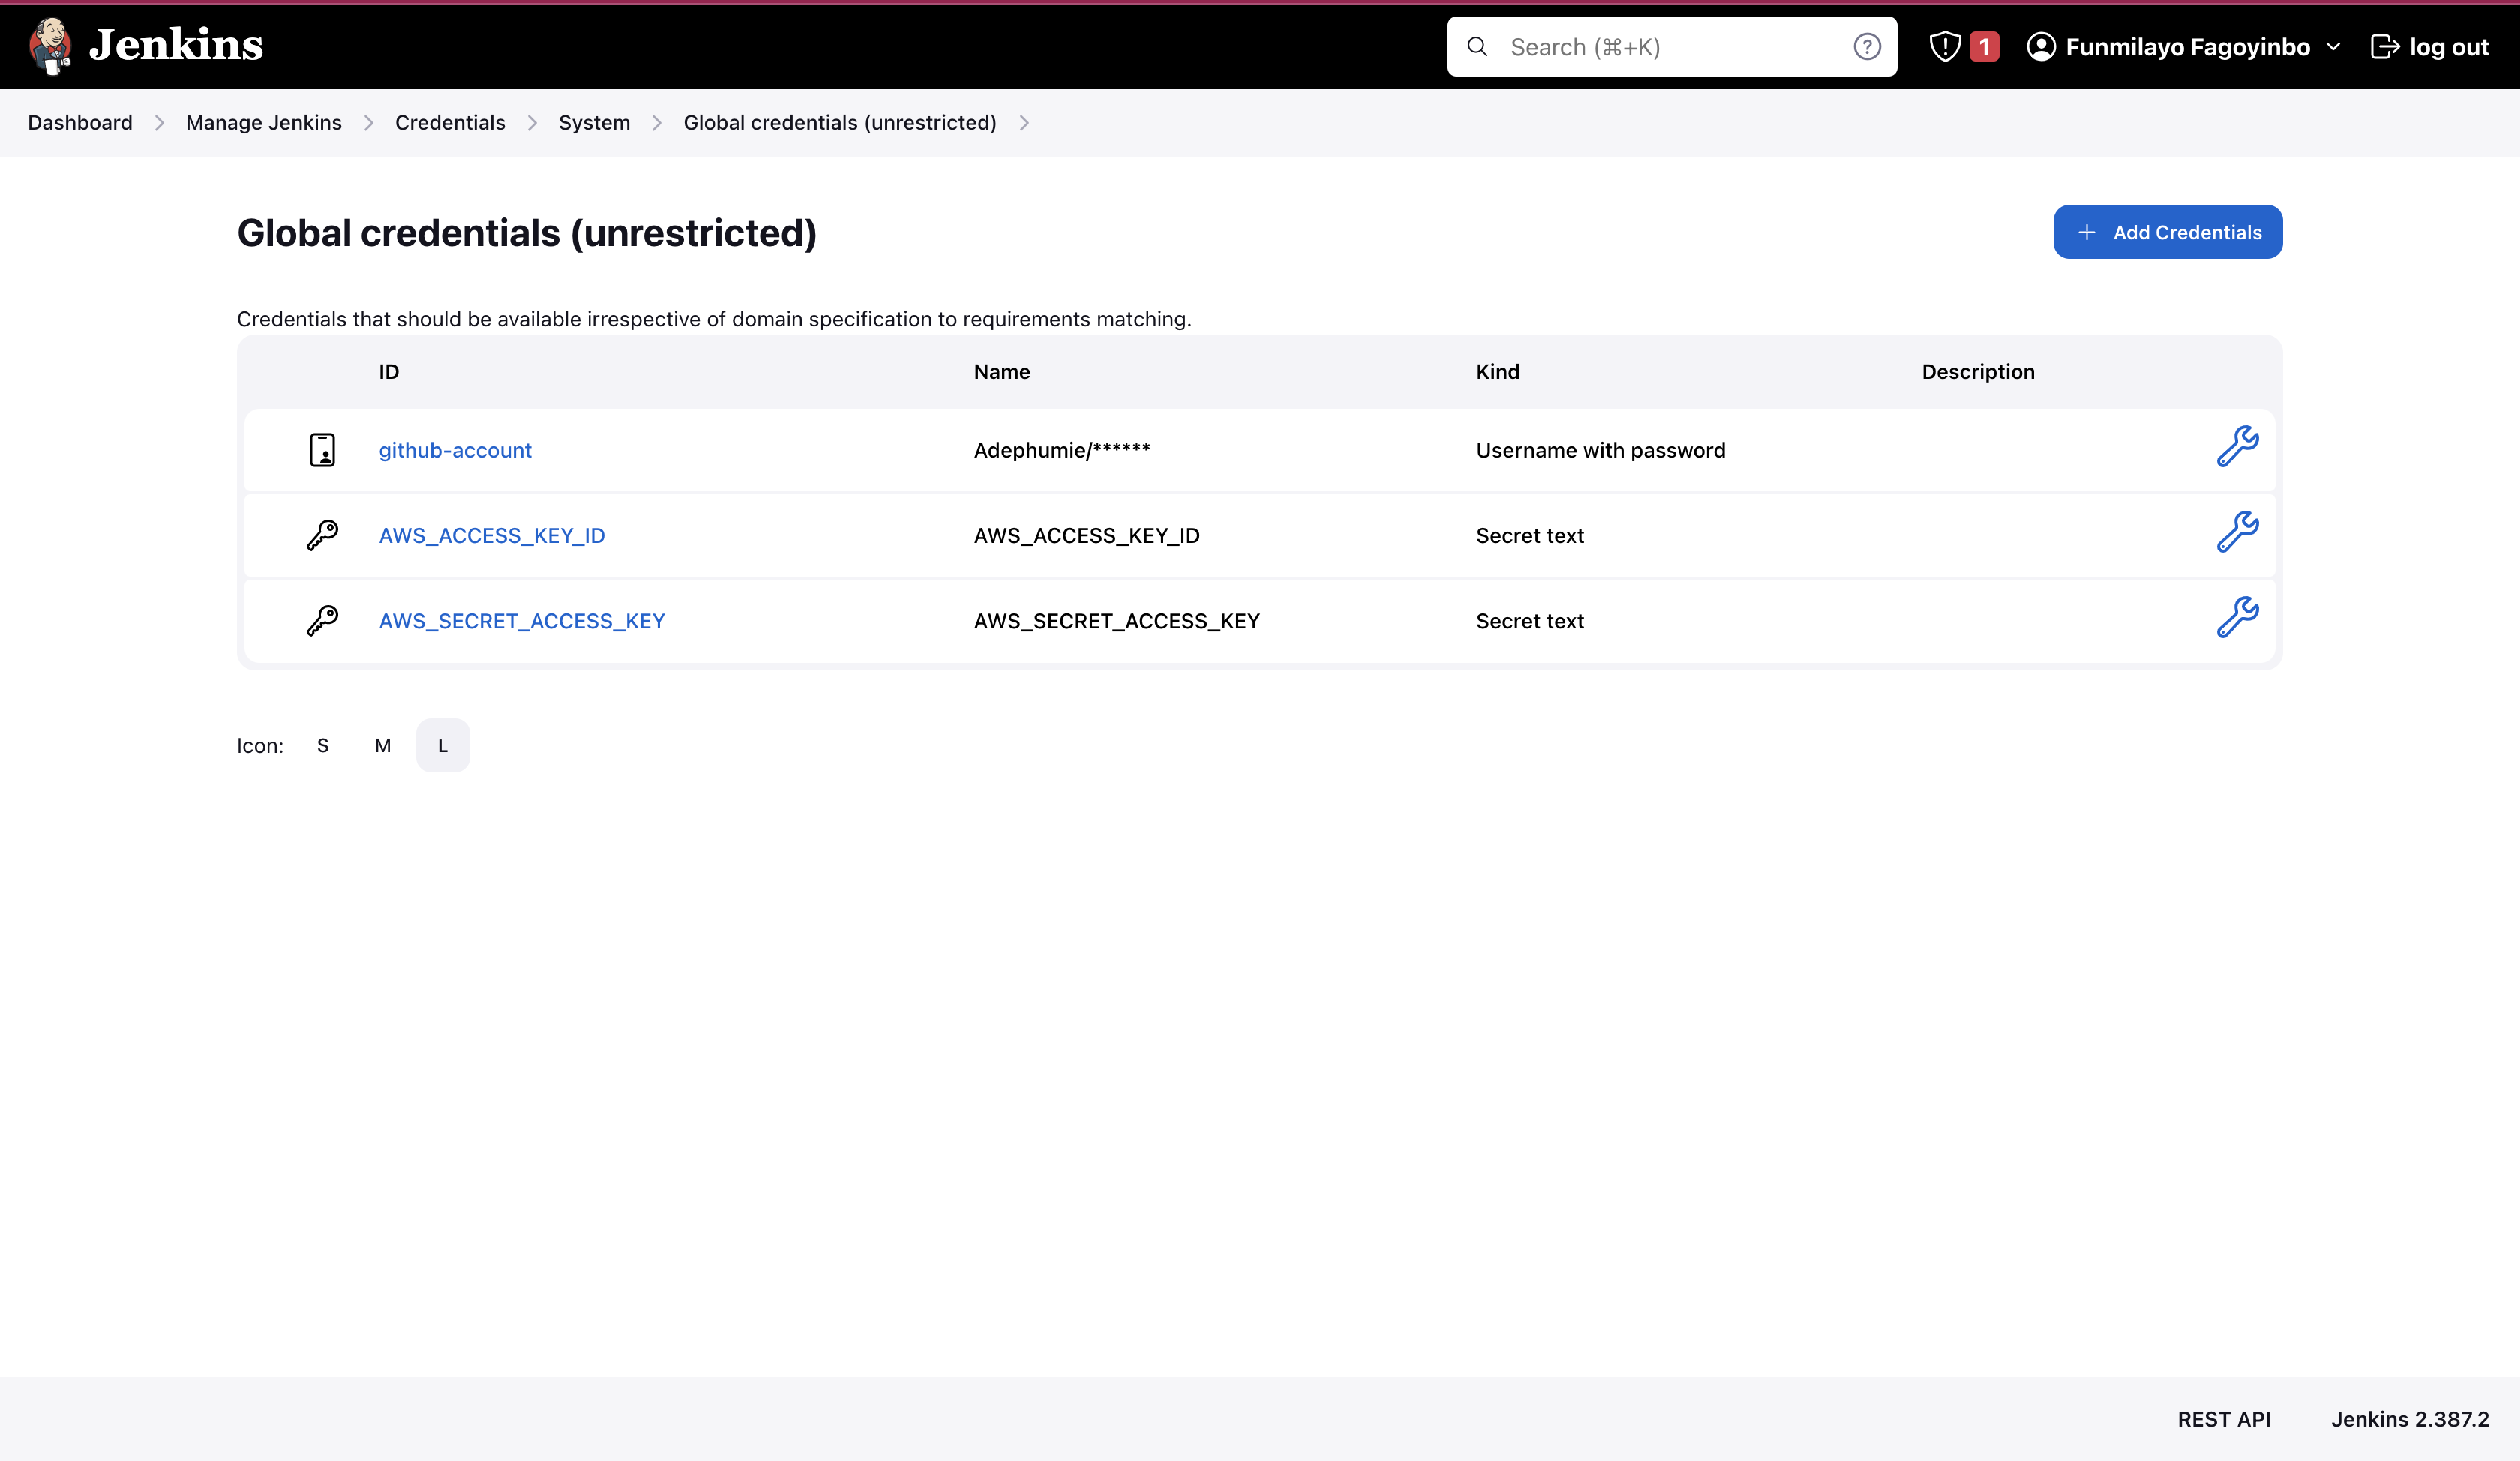 Jenkins
Search (⌘+K)
1
Funmilayo Fagoyinbo
log out
Dashboard
Manage Jenkins
Credentials
System
Global credentials (unrestricted)
Global credentials (unrestricted)
Add Credentials
Credentials that should be available irrespective of domain specification to requirements matching.
ID Name Kind Description
github-account Adephumie/****** Username with password
AWS_ACCESS_KEY_ID AWS_ACCESS_KEY_ID Secret text
AWS_SECRET_ACCESS_KEY AWS_SECRET_ACCESS_KEY Secret text
Icon: S M L
REST API Jenkins 2.387.2